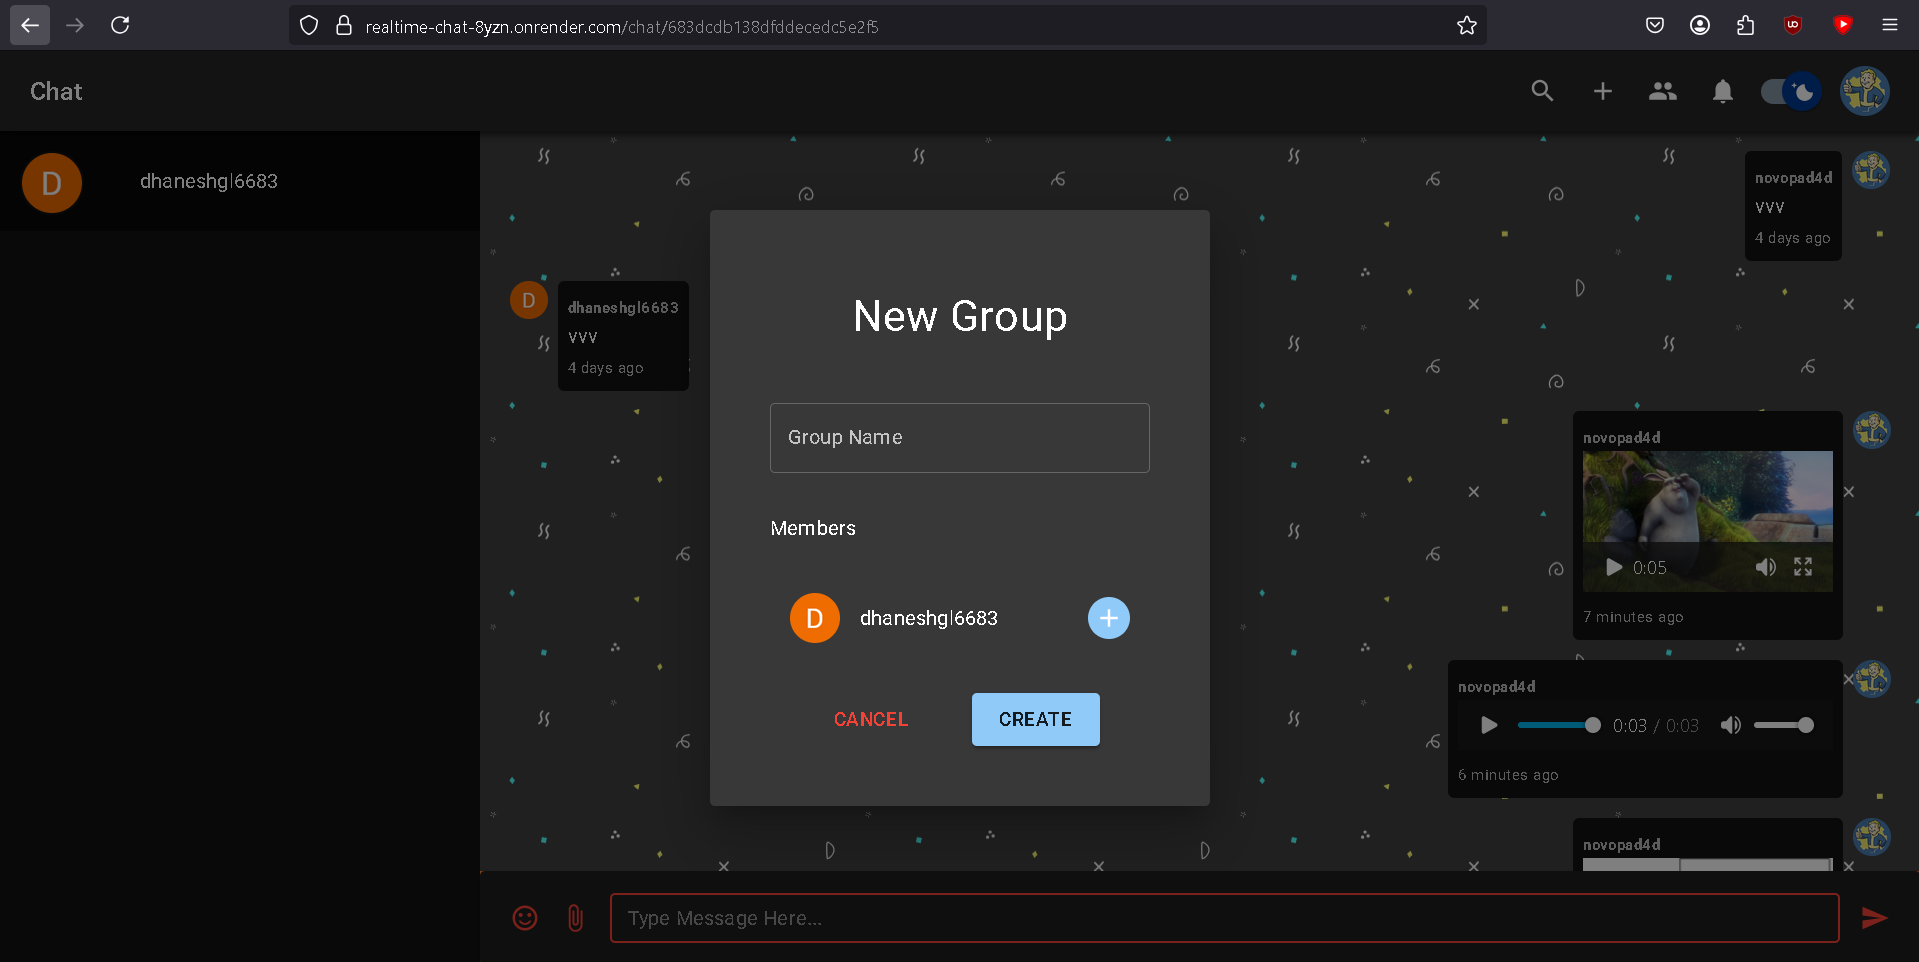 realtime-chat-8yzn.onrender.com/chat/683dcdb138dfddecedc5e2f5
Chat
D
dhaneshgl6683
novopad4d
vvv
4 days ago
D
dhaneshgl6683
vvv
4 days ago
novopad4d
0:05
7 minutes ago
novopad4d
0:03 / 0:03
6 minutes ago
novopad4d
New Group
Group Name
Members
D
dhaneshgl6683
CANCEL
CREATE
Type Message Here...